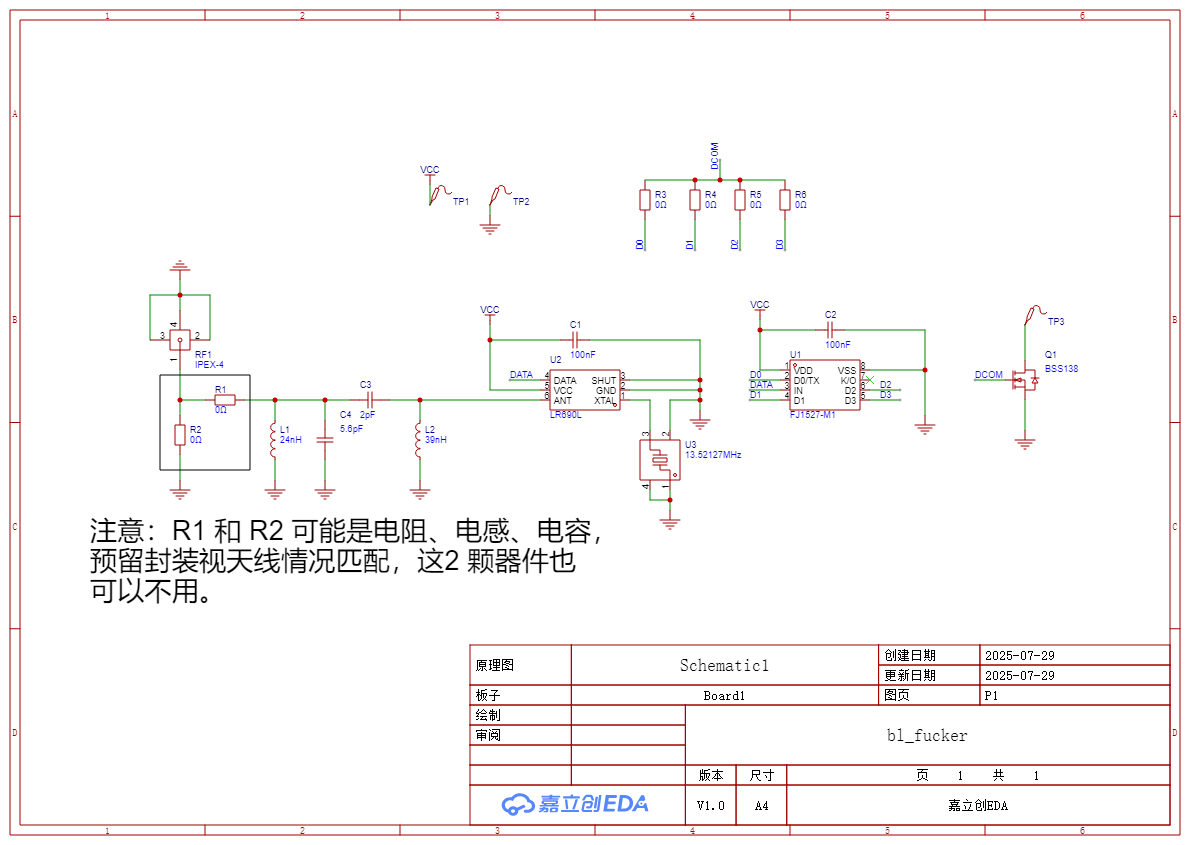 1 2 3 4 5 6
A A
B B
C C
D D
VCC
TP1
TP2
DCOM
R3
0Ω
R4
0Ω
R5
0Ω
R6
0Ω
D0
D1
D2
D3
4
3 2
1
RF1
IPEX-4
R1
0Ω
R2
0Ω
L1
24nH
C4
5.6pF
C3
2pF
L2
39nH
VCC
C1
100nF
U2
DATA
4 DATA SHUT 3
5 VCC GND 2
6 ANT XTAL 1
LR690L
3 2
U3
13.52127MHz
4 1
VCC
C2
100nF
U1
1 VDD VSS 8
D0 2 D0/TX K/O 7
DATA 3 IN D2 6 D2
D1 4 D1 D3 5 D3
FJ1527-M1
TP3
DCOM
Q1
BSS138
注意：R1 和 R2 可能是电阻、电感、电容，
预留封装视天线情况匹配，这2 颗器件也
可以不用。
原理图 Schematic1 创建日期 2025-07-29
更新日期 2025-07-29
板子 Board1 图页 P1
绘制
审阅
bl_fucker
版本 尺寸 页 1 共 1
嘉立创EDA V1.0 A4 嘉立创EDA
1 2 3 4 5 6